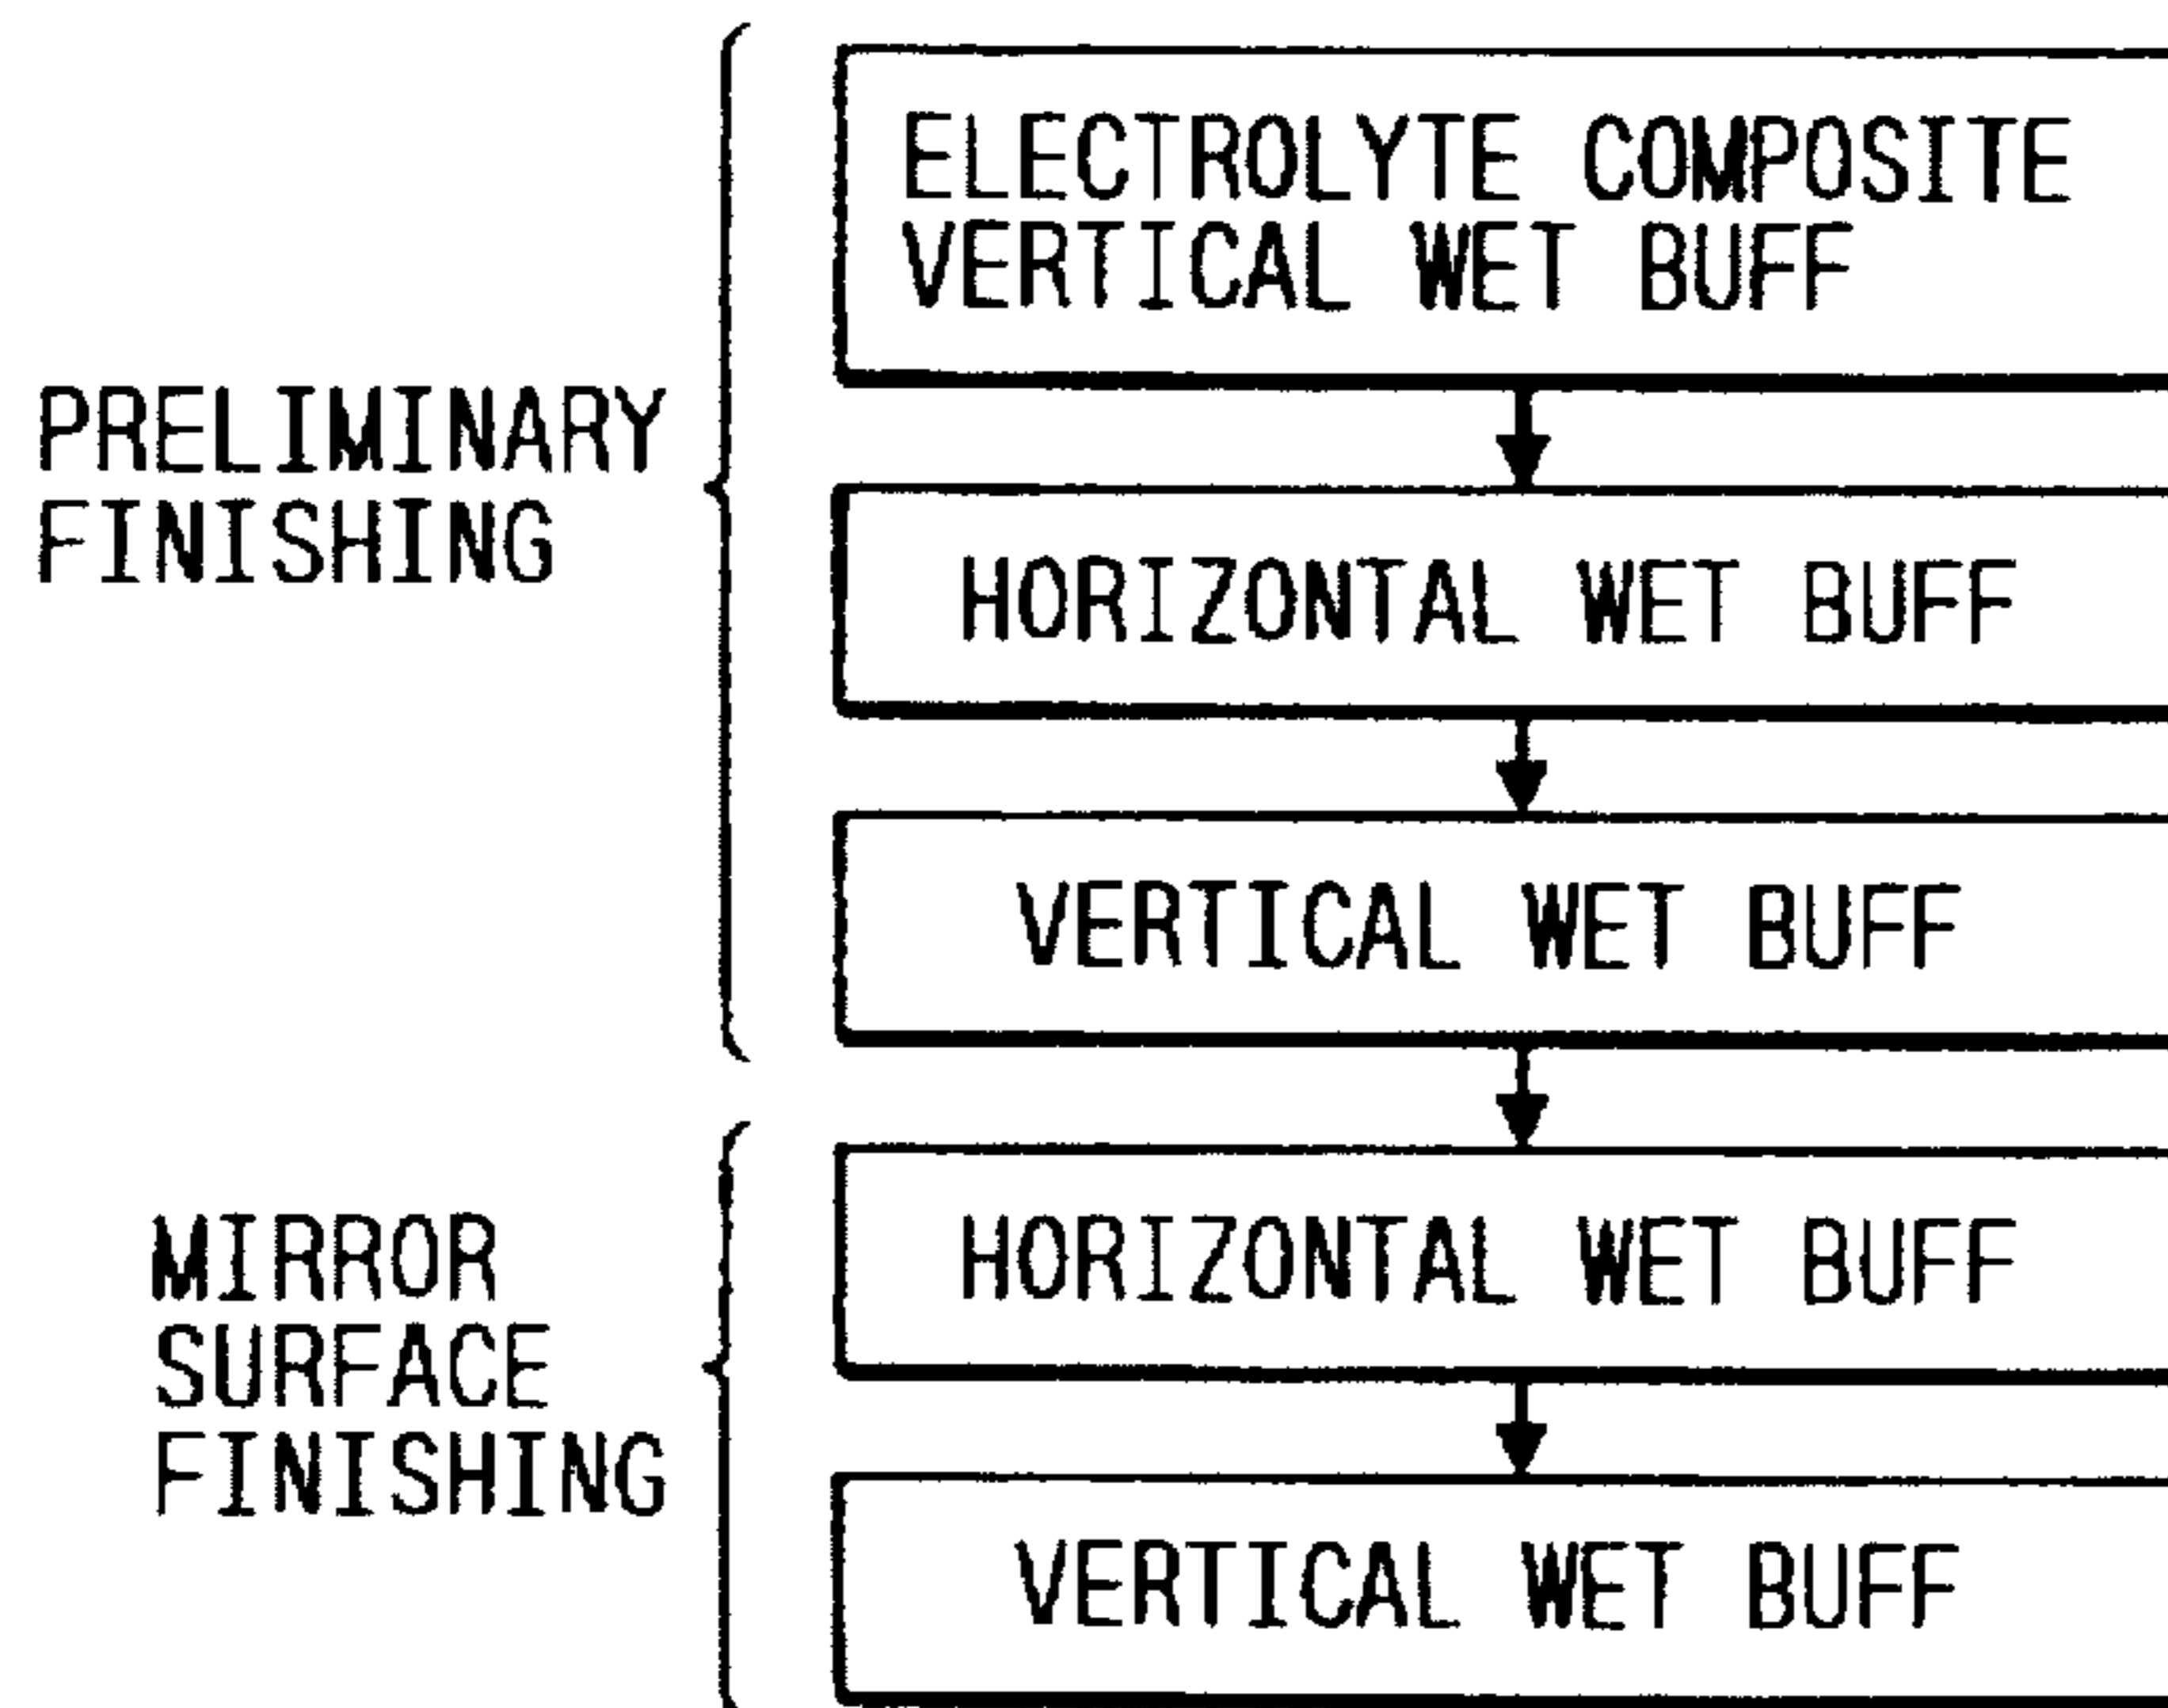 ELECTROLYTE COMPOSITE
VERTICAL WET BUFF
PRELIMINARY
FINISHING
HORIZONTAL WET BUFF
VERTICAL WET BUFF
HORIZONTAL WET BUFF
MIRROR
SURFACE
FINISHING
VERTICAL WET BUFF